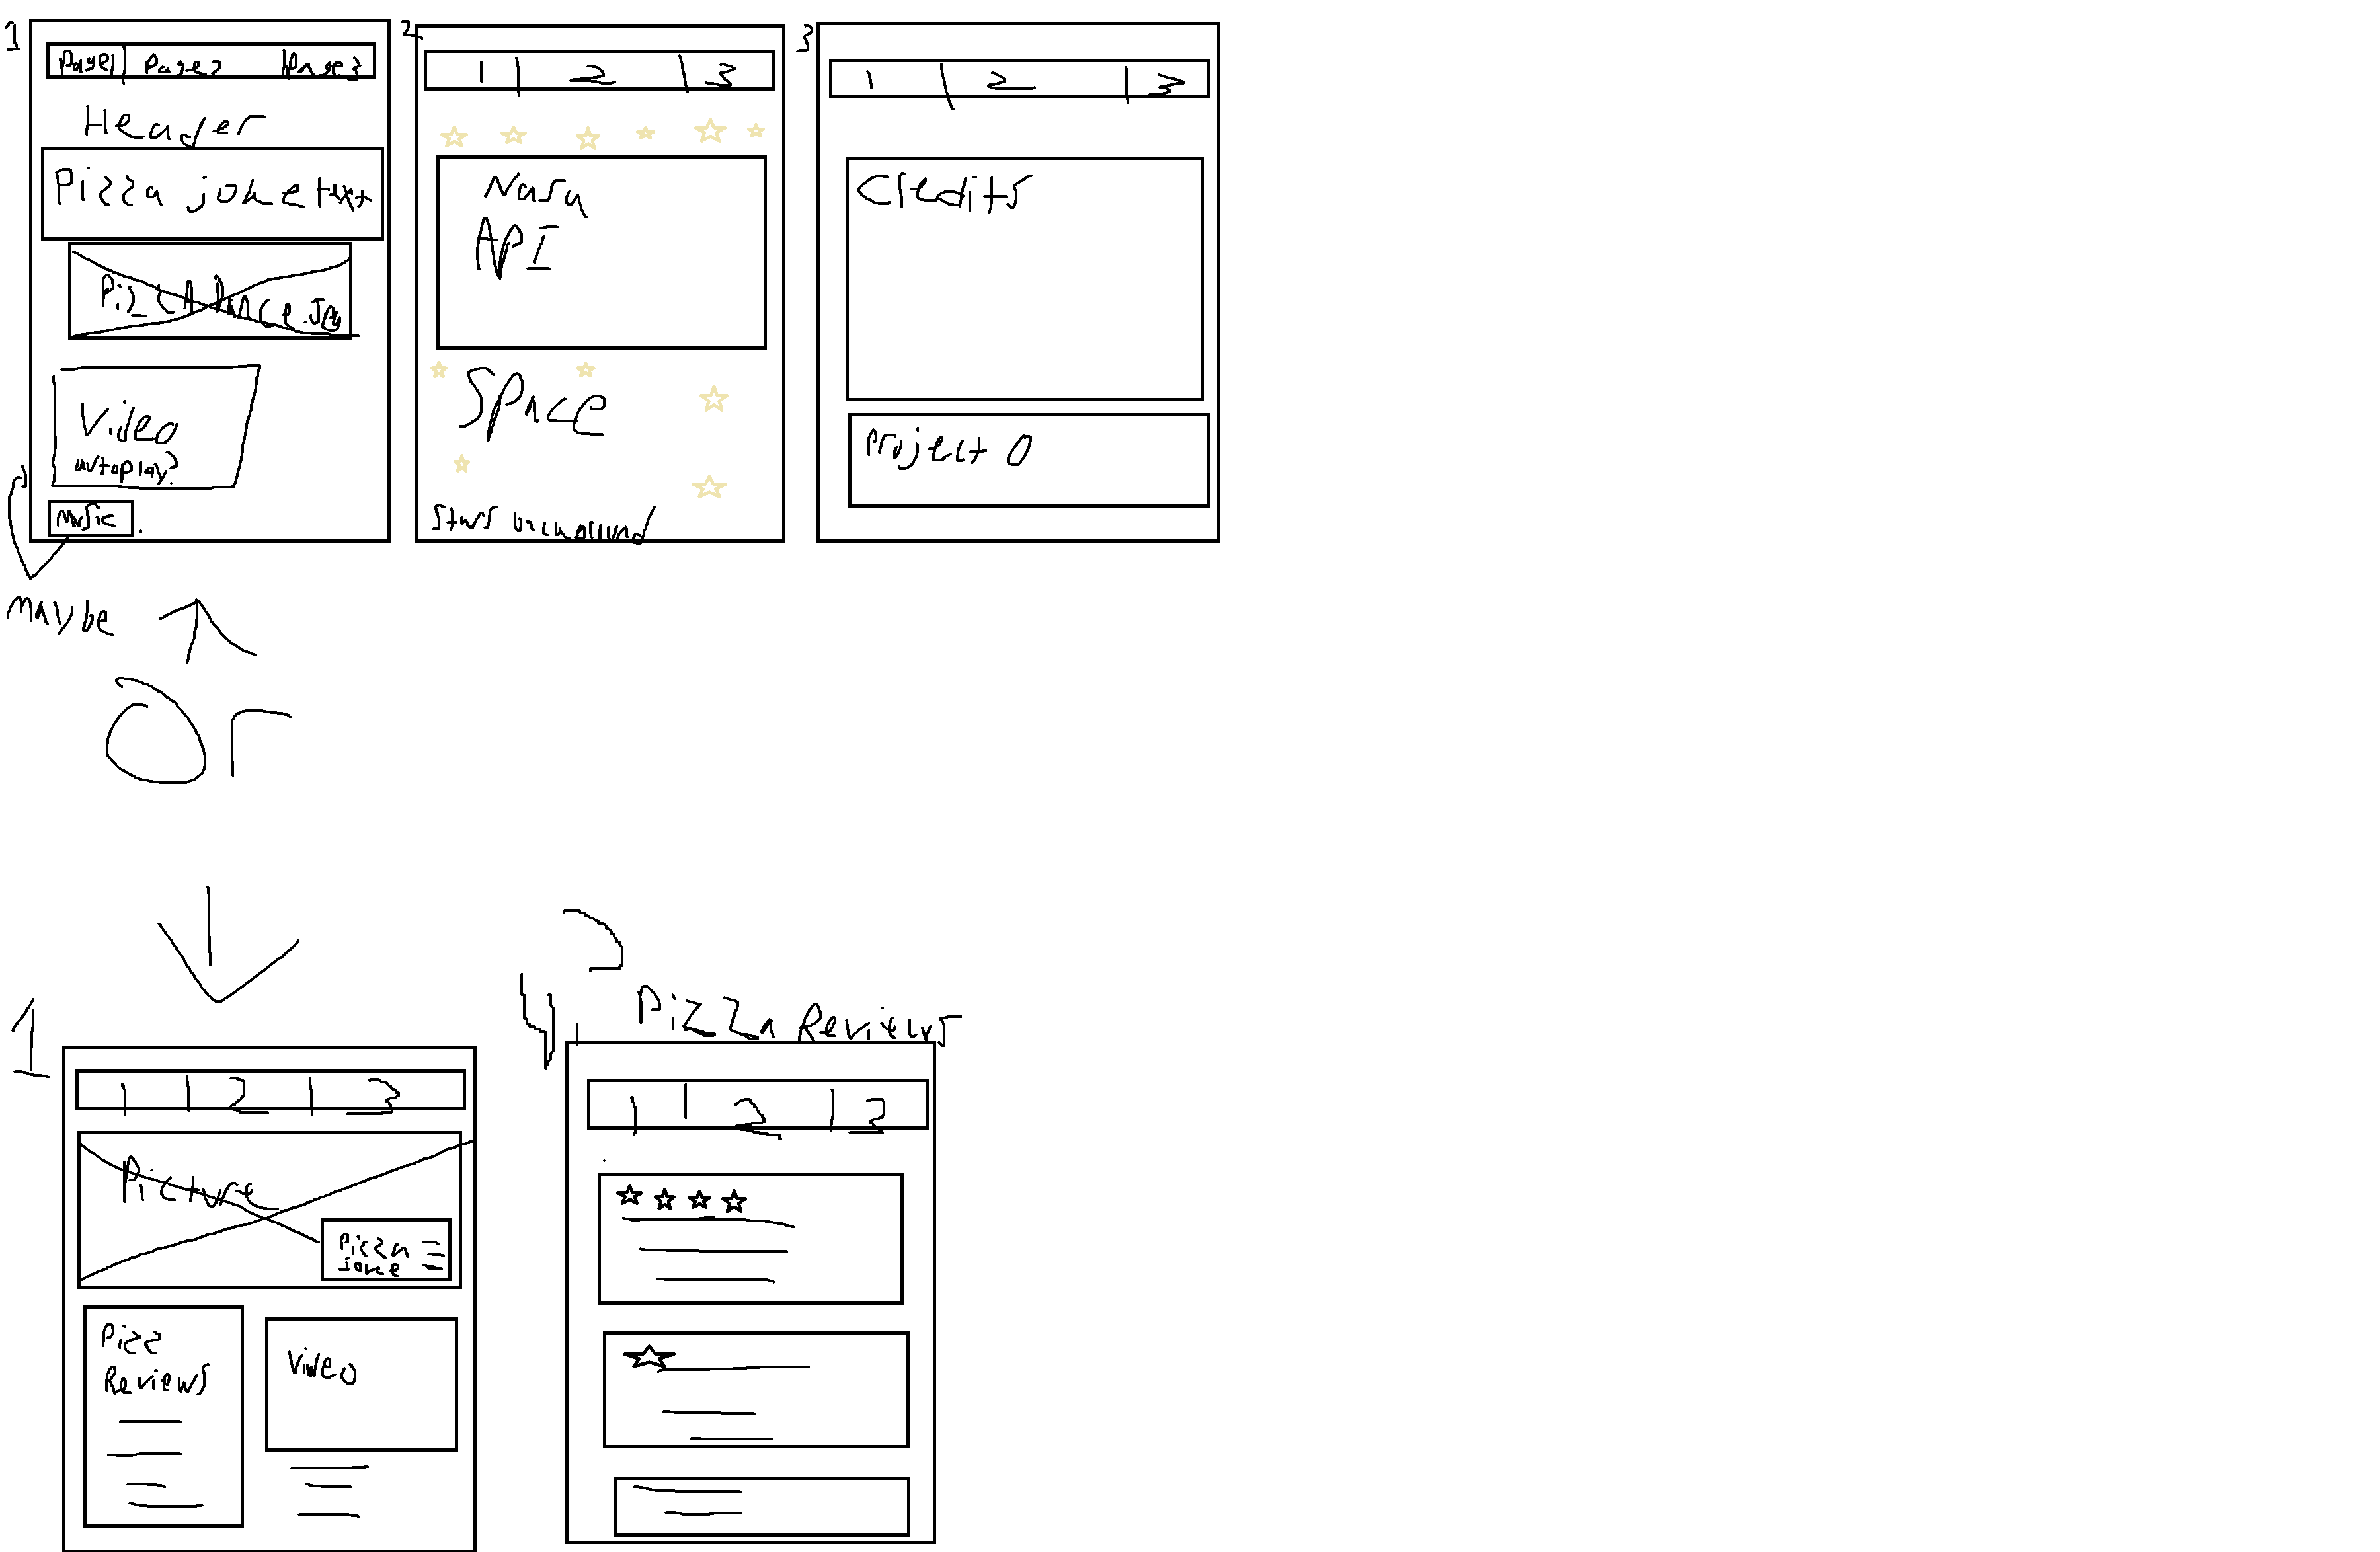 1
Page1 | Page2 | Page3
Header
Pizza joke text
Pizza Dance.jpg
Video
autoplay?
music
maybe
2
1 | 2 | 3
Nasa
API
Space
Stars background
3
1 | 2 | 3
Credits
Project 0
Or
1
1 | 2 | 3
Picture
Pizza
joke
Pizz
Reviews
Video
Pizza Reviews
1 | 2 | 3